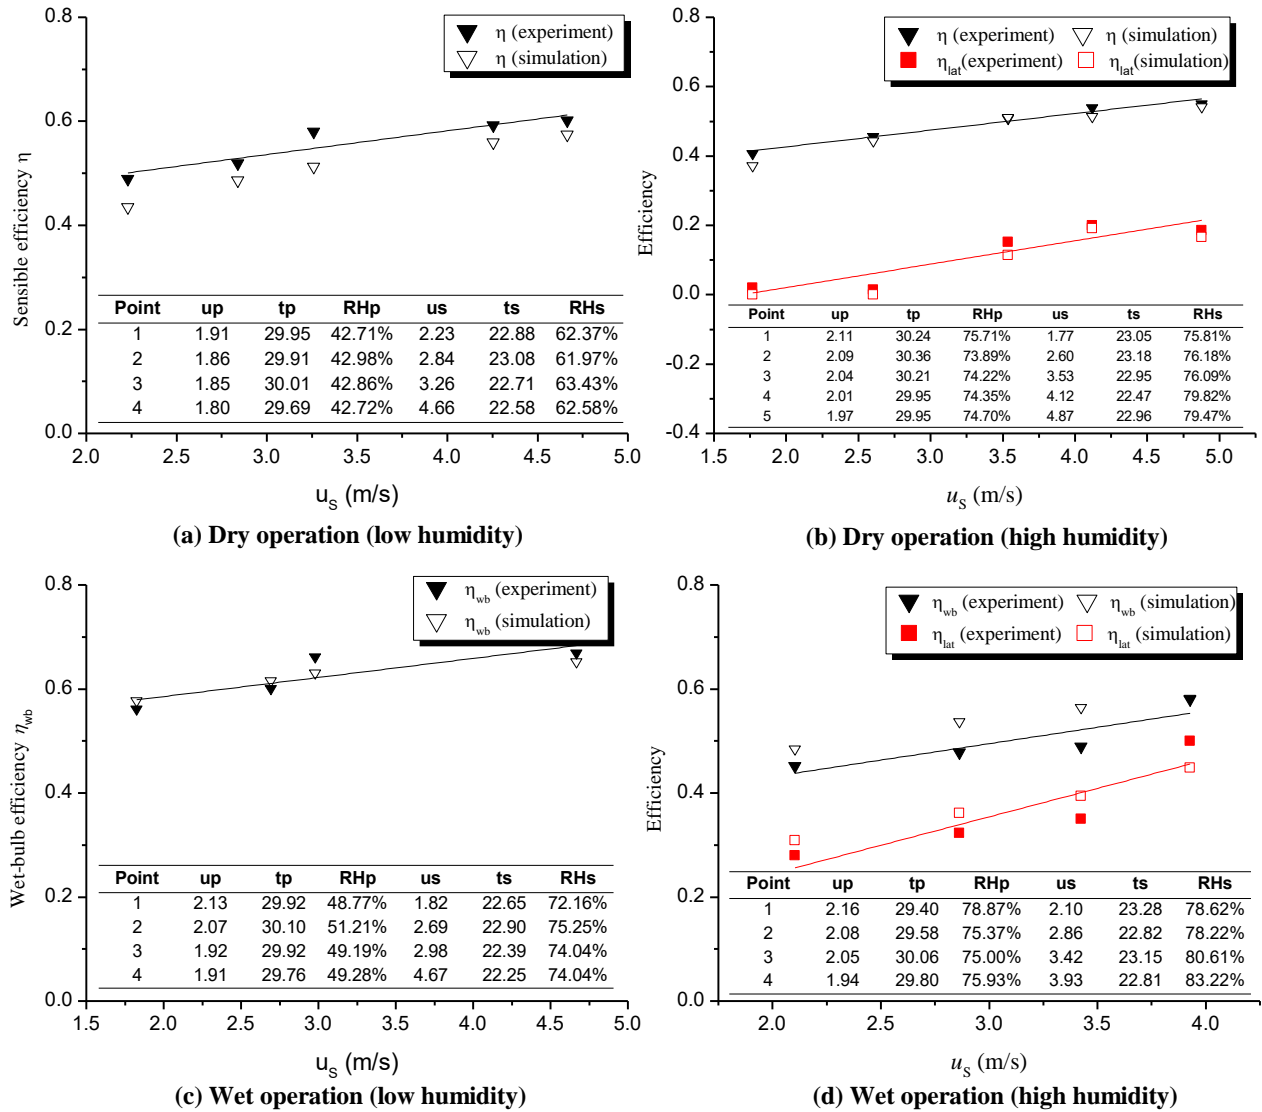 0.8
0.6
0.4
0.2
0.0
Sensible efficiency η
η (experiment)
η (simulation)
Point up tp RHp us ts RHs
1 1.91 29.95 42.71% 2.23 22.88 62.37%
2 1.86 29.91 42.98% 2.84 23.08 61.97%
3 1.85 30.01 42.86% 3.26 22.71 63.43%
4 1.80 29.69 42.72% 4.66 22.58 62.58%
2.0 2.5 3.0 3.5 4.0 4.5 5.0
uS (m/s)
(a) Dry operation (low humidity)
0.8
0.6
0.4
0.2
0.0
-0.2
-0.4
Efficiency
η (experiment) η (simulation)
ηlat(experiment) ηlat(simulation)
Point up tp RHp us ts RHs
1 2.11 30.24 75.71% 1.77 23.05 75.81%
2 2.09 30.36 73.89% 2.60 23.18 76.18%
3 2.04 30.21 74.22% 3.53 22.95 76.09%
4 2.01 29.95 74.35% 4.12 22.47 79.82%
5 1.97 29.95 74.70% 4.87 22.96 79.47%
1.5 2.0 2.5 3.0 3.5 4.0 4.5 5.0
uS (m/s)
(b) Dry operation (high humidity)
0.8
0.6
0.4
0.2
0.0
Wet-bulb efficiency ηwb
ηwb (experiment)
ηwb (simulation)
Point up tp RHp us ts RHs
1 2.13 29.92 48.77% 1.82 22.65 72.16%
2 2.07 30.10 51.21% 2.69 22.90 75.25%
3 1.92 29.92 49.19% 2.98 22.39 74.04%
4 1.91 29.76 49.28% 4.67 22.25 74.04%
1.5 2.0 2.5 3.0 3.5 4.0 4.5 5.0
uS (m/s)
(c) Wet operation (low humidity)
0.8
0.6
0.4
0.2
0.0
Efficiency
ηwb (experiment) ηwb (simulation)
ηlat (experiment) ηlat (simulation)
Point up tp RHp us ts RHs
1 2.16 29.40 78.87% 2.10 23.28 78.62%
2 2.08 29.58 75.37% 2.86 22.82 78.22%
3 2.05 30.06 75.00% 3.42 23.15 80.61%
4 1.94 29.80 75.93% 3.93 22.81 83.22%
2.0 2.5 3.0 3.5 4.0
uS (m/s)
(d) Wet operation (high humidity)